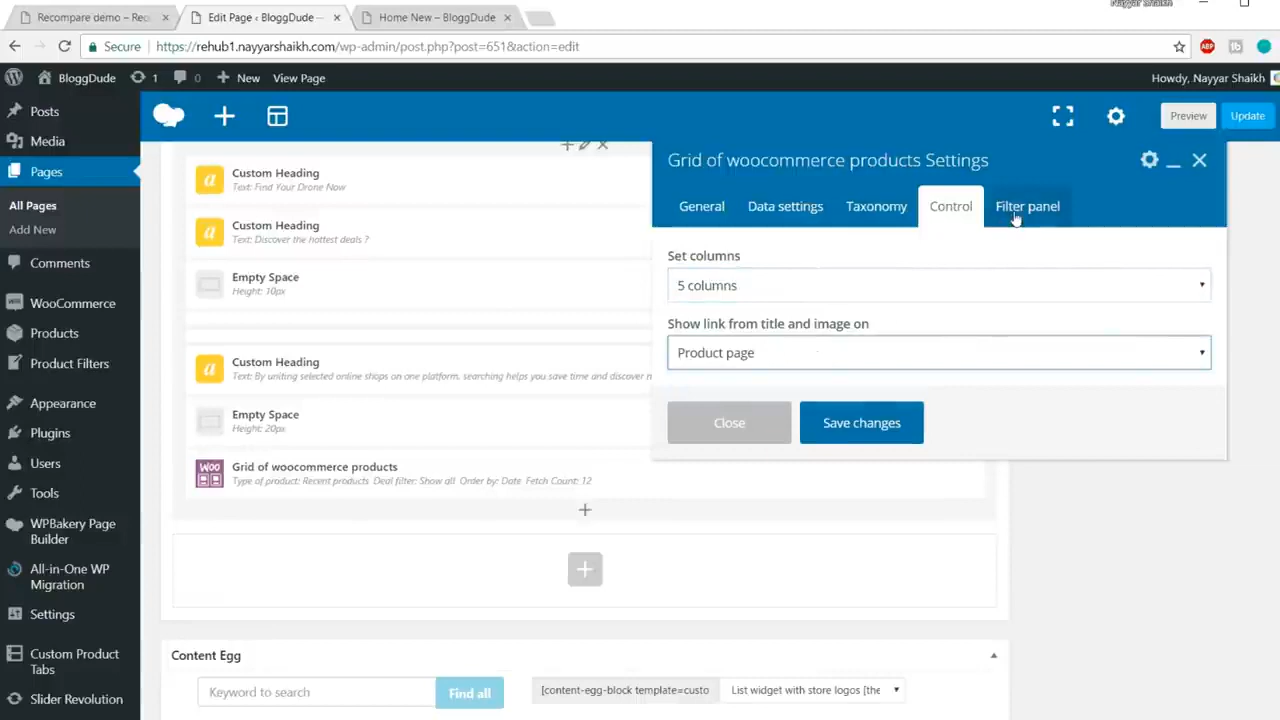 Nayyar Shaikh
Recompare demo – Rec
Edit Page ‹ BloggDude —
Home New – BloggDude
Secure
https://rehub1.nayyarshaikh.com/wp-admin/post.php?post=651&action=edit
ABP
BloggDude
1
0
New
View Page
Howdy, Nayyar Shaikh
Posts
Media
Pages
All Pages
Add New
Comments
WooCommerce
Products
Product Filters
Appearance
Plugins
Users
Tools
WPBakery Page
Builder
All-in-One WP
Migration
Settings
Custom Product
Tabs
Slider Revolution
Preview
Update
Custom Heading
Text: Find Your Drone Now
Custom Heading
Text: Discover the hottest deals ?
Empty Space
Height: 10px
Custom Heading
Text: By uniting selected online shops on one platform, searching helps you save time and discover n
Empty Space
Height: 20px
WOO
Grid of woocommerce products
Type of product: Recent products Deal filter: Show all Order by: Date Fetch Count: 12
Grid of woocommerce products Settings
General
Data settings
Taxonomy
Control
Filter panel
Set columns
5 columns
Show link from title and image on
Product page
Close
Save changes
Content Egg
Keyword to search
Find all
[content-egg-block template=custo
List widget with store logos [the